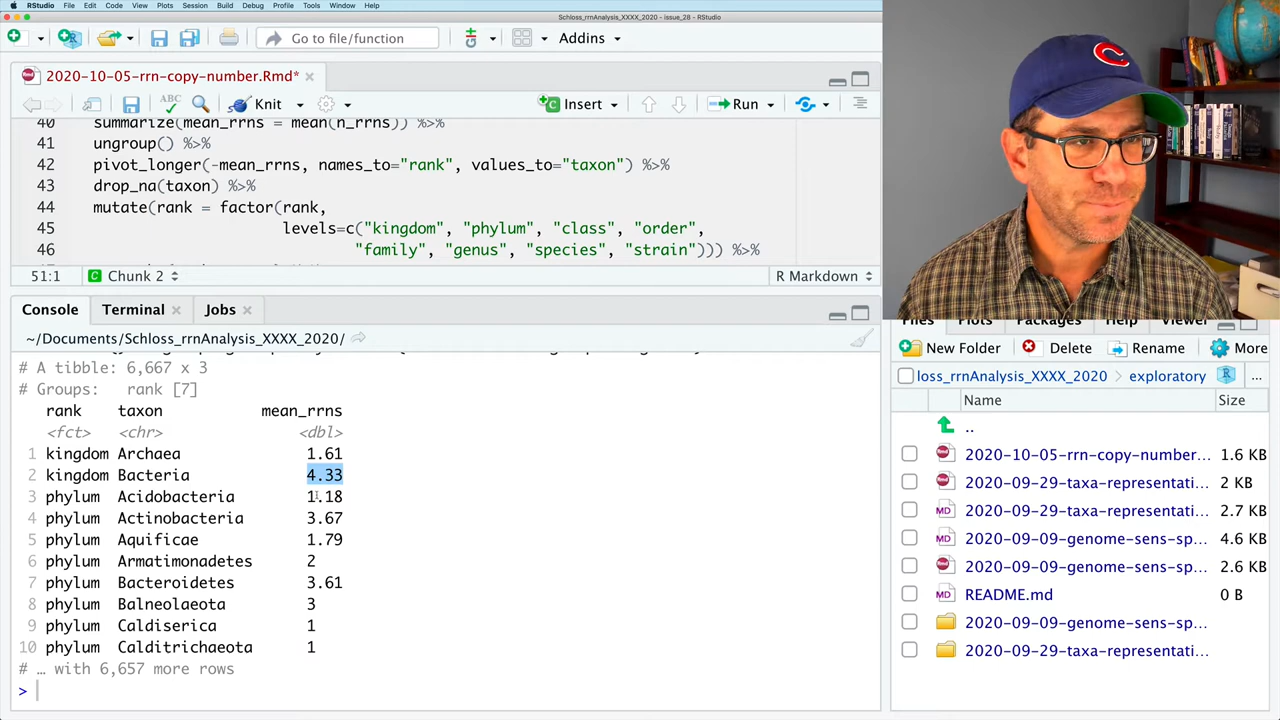 RStudio File Edit Code View Plots Session Build Debug Profile Tools Window Help
Schloss_rrnAnalysis_XXXX_2020 - issue_28 - RStudio
Go to file/function Addins
2020-10-05-rrn-copy-number.Rmd*
ABC Knit Insert Run
40 summarize(mean_rrns = mean(n_rrns)) %>%
41 ungroup() %>%
42 pivot_longer(-mean_rrns, names_to="rank", values_to="taxon") %>%
43 drop_na(taxon) %>%
44 mutate(rank = factor(rank,
45 levels=c("kingdom", "phylum", "class", "order",
46 "family", "genus", "species", "strain"))) %>%
51:1 Chunk 2 R Markdown
Console Terminal Jobs
~/Documents/Schloss_rrnAnalysis_XXXX_2020/
# A tibble: 6,667 x 3
# Groups: rank [7]
rank taxon mean_rrns
<fct> <chr> <dbl>
1 kingdom Archaea 1.61
2 kingdom Bacteria 4.33
3 phylum Acidobacteria 1.18
4 phylum Actinobacteria 3.67
5 phylum Aquificae 1.79
6 phylum Armatimonadetes 2
7 phylum Bacteroidetes 3.61
8 phylum Balneolaeota 3
9 phylum Caldiserica 1
10 phylum Calditrichaeota 1
# … with 6,657 more rows
>
Files Plots Packages Help Viewer
New Folder Delete Rename More
loss_rrnAnalysis_XXXX_2020 exploratory ...
Name Size
..
2020-10-05-rrn-copy-number... 1.6 KB
2020-09-29-taxa-representati... 2 KB
2020-09-29-taxa-representati... 2.7 KB
2020-09-09-genome-sens-sp... 4.6 KB
2020-09-09-genome-sens-sp... 2.6 KB
README.md 0 B
2020-09-09-genome-sens-sp...
2020-09-29-taxa-representati...